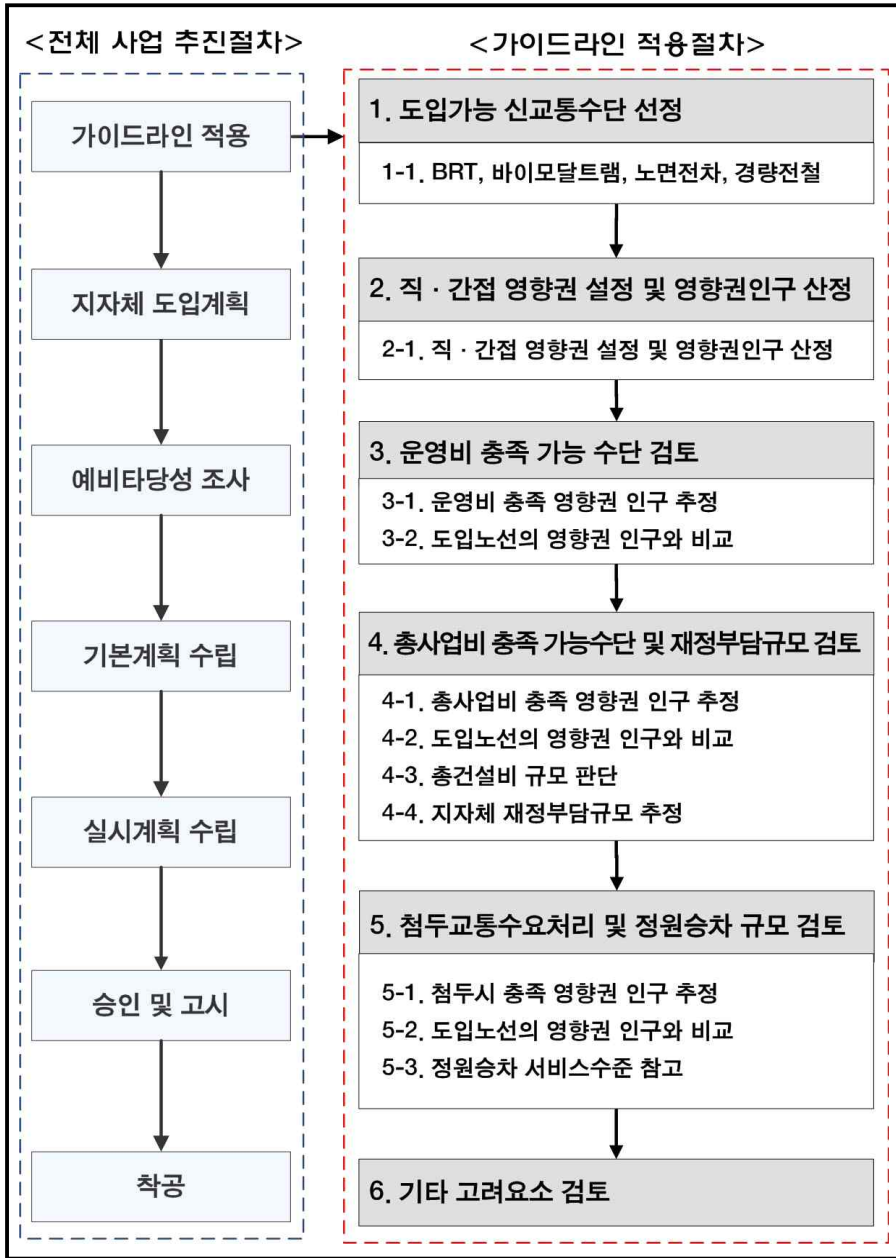 <전체 사업 추진절차>
가이드라인 적용
지자체 도입계획
예비타당성 조사
기본계획 수립
실시계획 수립
승인 및 고시
착공
<가이드라인 적용절차>
1. 도입가능 신교통수단 선정
1-1. BRT, 바이모달트램, 노면전차, 경량전철
2. 직 · 간접 영향권 설정 및 영향권인구 산정
2-1. 직 · 간접 영향권 설정 및 영향권인구 산정
3. 운영비 충족 가능 수단 검토
3-1. 운영비 충족 영향권 인구 추정
3-2. 도입노선의 영향권 인구와 비교
4. 총사업비 충족 가능수단 및 재정부담규모 검토
4-1. 총사업비 충족 영향권 인구 추정
4-2. 도입노선의 영향권 인구와 비교
4-3. 총건설비 규모 판단
4-4. 지자체 재정부담규모 추정
5. 첨두교통수요처리 및 정원승차 규모 검토
5-1. 첨두시 충족 영향권 인구 추정
5-2. 도입노선의 영향권 인구와 비교
5-3. 정원승차 서비스수준 참고
6. 기타 고려요소 검토